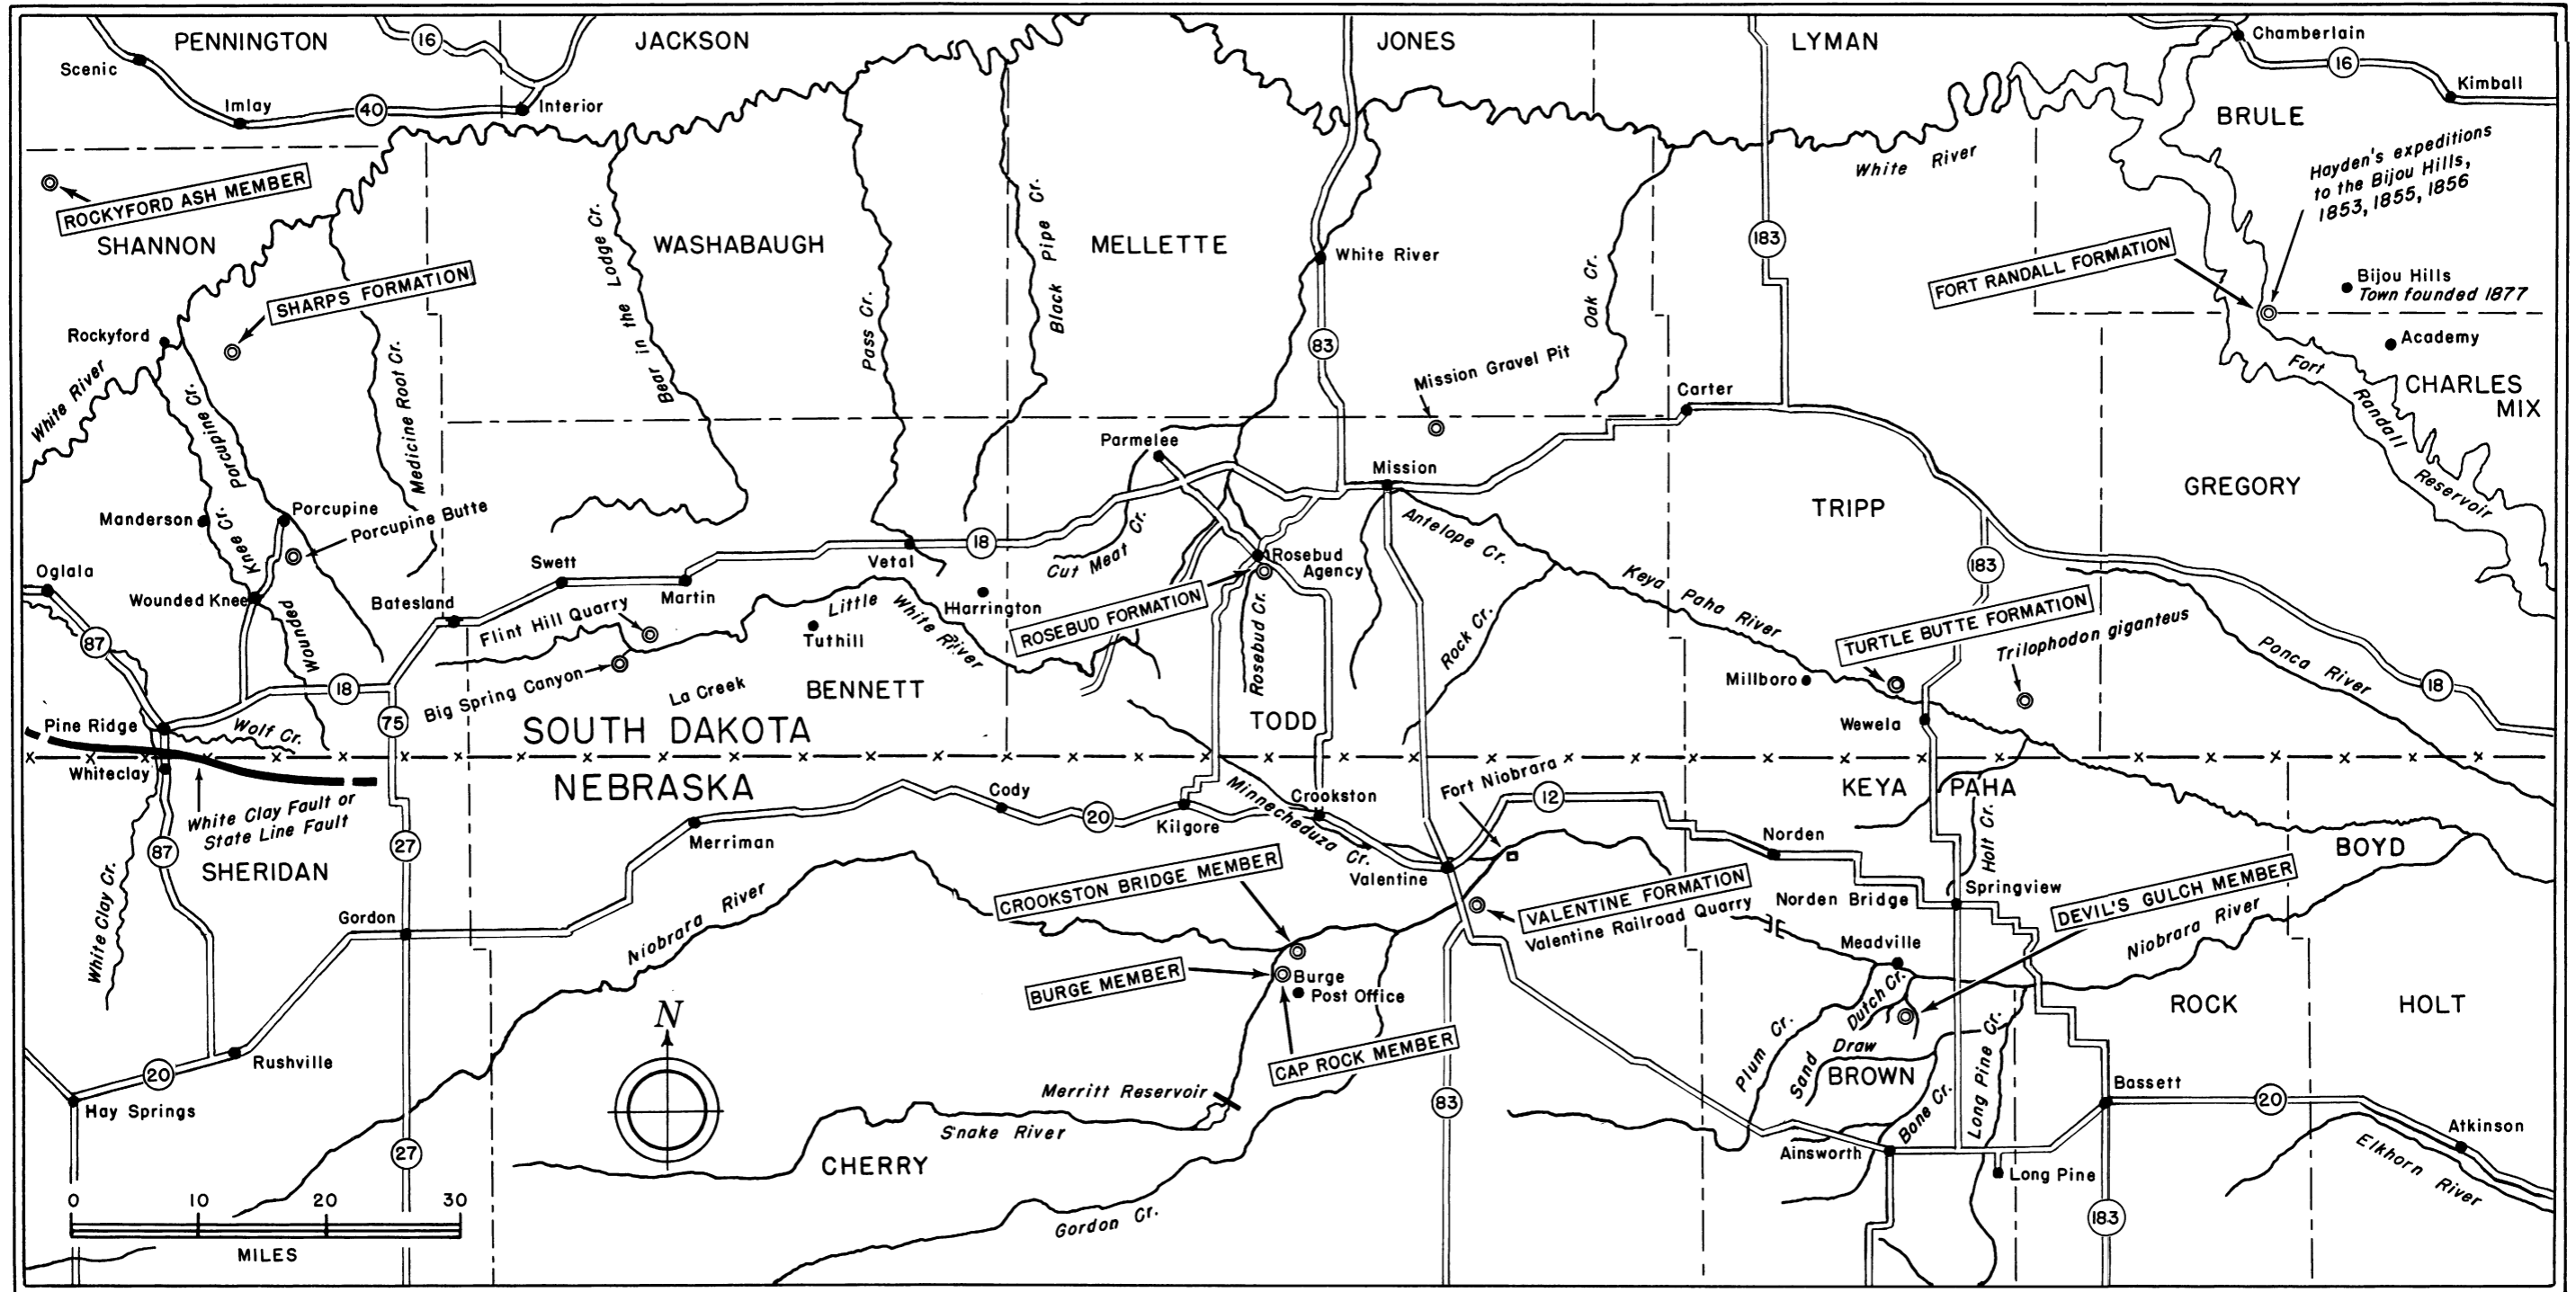 PENNINGTON
16
JACKSON
JONES
LYMAN
Chamberlain
16
Scenic
Kimball
Imlay
40
Interior
BRULE
White River
Hayden's expeditions
to the Bijou Hills,
1853, 1855, 1856
ROCKYFORD ASH MEMBER
SHANNON
WASHABAUGH
MELLETTE
183
White River
Bear in the Lodge Cr.
Pass Cr.
Black Pipe Cr.
Oak Cr.
FORT RANDALL FORMATION
Bijou Hills
Town founded 1877
SHARPS FORMATION
Rockyford
83
Academy
Fort Randall Reservoir
CHARLES
MIX
White River
Porcupine Cr.
Medicine Root Cr.
Mission Gravel Pit
Carter
Parmelee
Mission
GREGORY
TRIPP
Manderson
Porcupine
Porcupine Butte
Wounded Knee Cr.
Antelope Cr.
18
Cut Meat Cr.
Swett
Vetal
Rosebud
Agency
183
Oglala
Wounded Knee
Batesland
Martin
Harrington
Little White River
Flint Hill Quarry
Tuthill
ROSEBUD FORMATION
Rosebud Cr.
Rock Cr.
Keya Paha River
TURTLE BUTTE FORMATION
Trilophodon giganteus
Ponca River
87
18
Big Spring Canyon
La Creek
BENNETT
Millboro
18
75
Pine Ridge
Wolf Cr.
SOUTH DAKOTA
TODD
Wewela
Whiteclay
NEBRASKA
White Clay Fault or
State Line Fault
Cody
20
Kilgore
Minnechaduza Cr.
Crookston
Fort Niobrara
12
KEYA PAHA
Holt Cr.
Merriman
27
87
SHERIDAN
White Clay Cr.
Norden
BOYD
CROOKSTON BRIDGE MEMBER
Valentine
Gordon
Niobrara River
VALENTINE FORMATION
Valentine Railroad Quarry
Norden Bridge
Springview
DEVIL'S GULCH MEMBER
Niobrara River
Meadville
BURGE MEMBER
Burge
Post Office
ROCK
HOLT
N
Plum Cr.
Dutch Cr.
Sand Draw
Long Pine Cr.
CAP ROCK MEMBER
BROWN
Rushville
20
Hay Springs
Merritt Reservoir
83
Bone Cr.
Bassett
20
Snake River
Atkinson
Elkhorn River
27
CHERRY
Ainsworth
Long Pine
0 10 20 30
MILES
Gordon Cr.
183